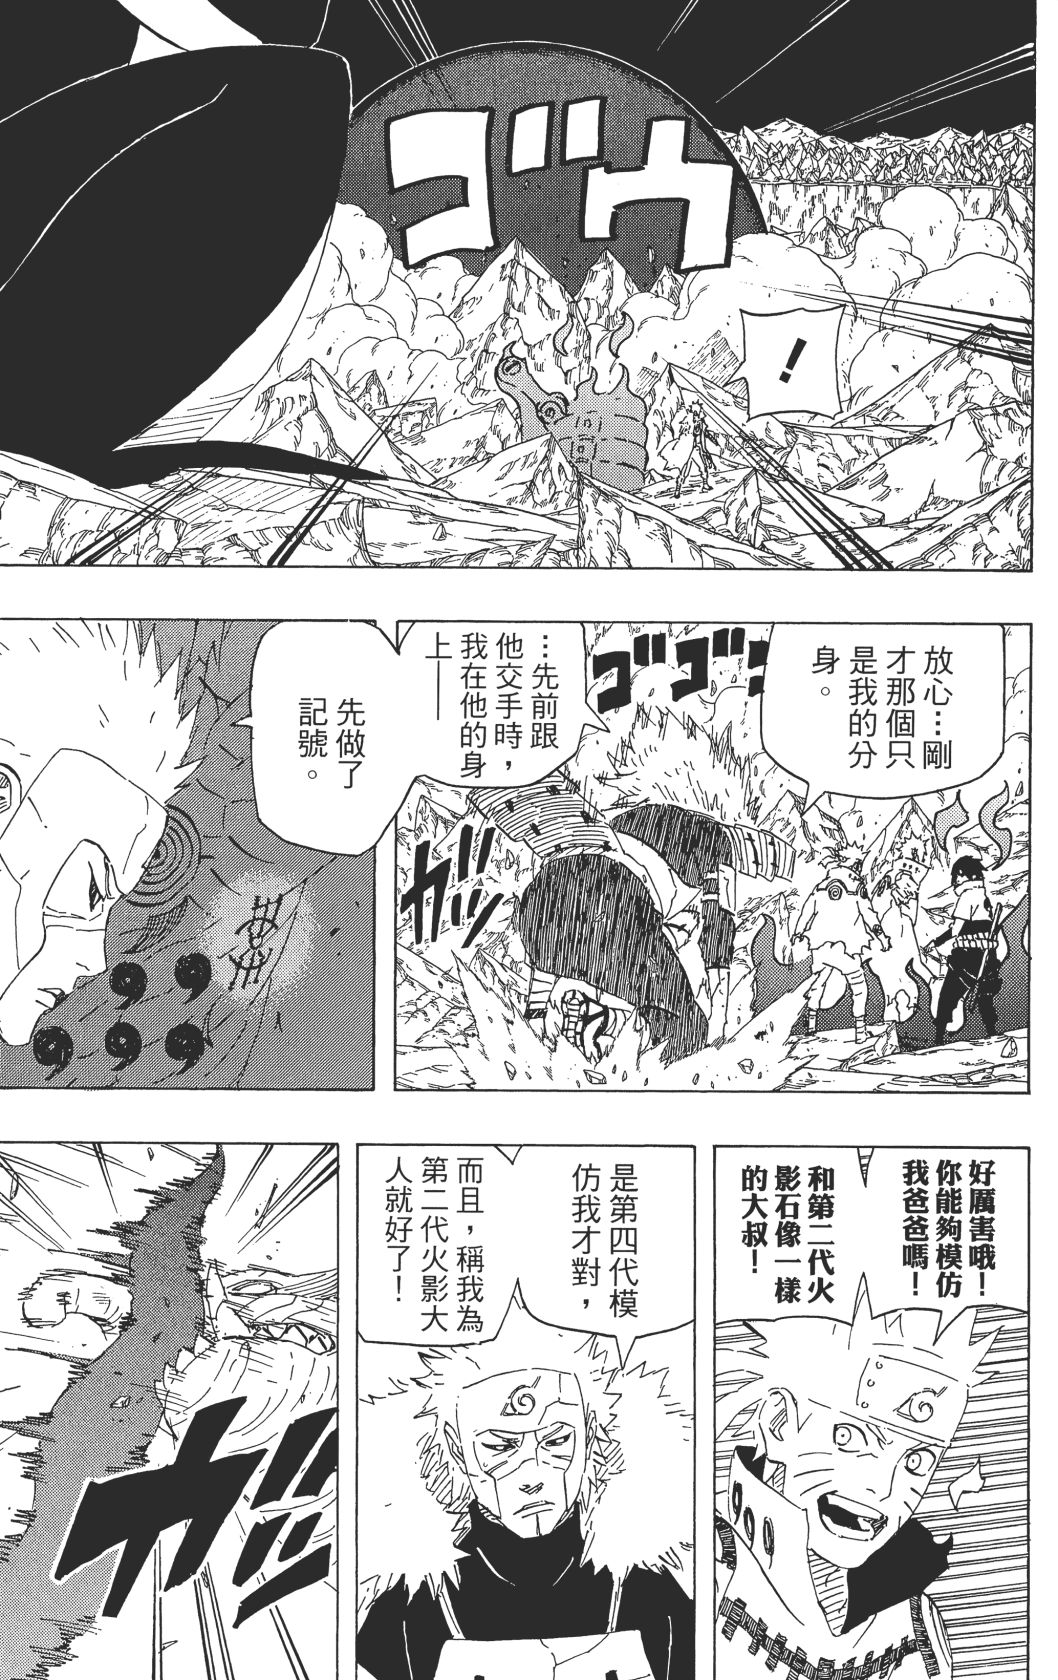 ゴウ
！
放心…剛
才那個只
是我的分
身。
ゴゴゴ
…先前跟
他交手時，
我在他的身
上——
ガッ
先做了
記號。
好厲害哦！
你能夠模仿
我爸爸嗎！
和第二代火
影石像一樣
的大叔！
是第四代模
仿我才對，
而且，稱我為
第二代火影大
人就好了！